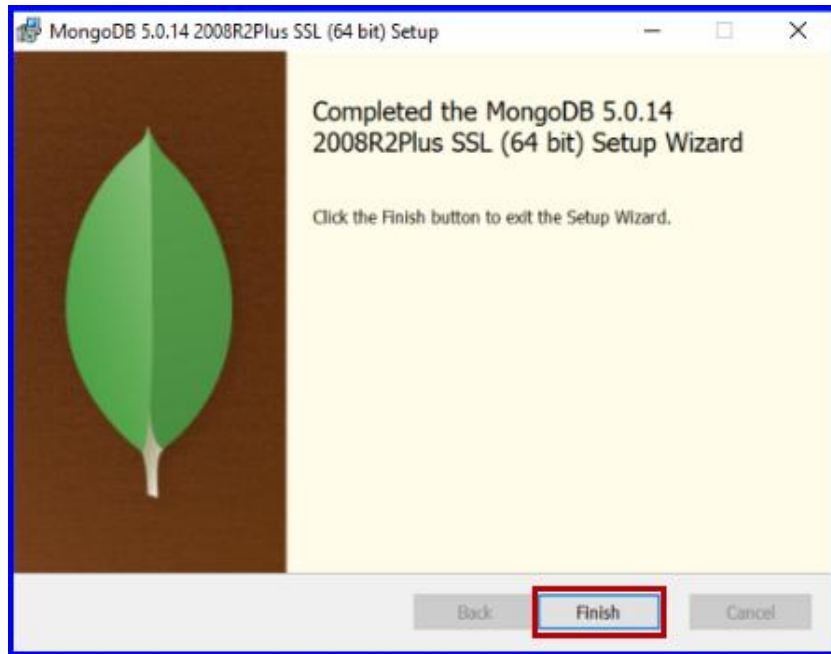 MongoDB 5.0.14 2008R2Plus SSL (64 bit) Setup
Completed the MongoDB 5.0.14
2008R2Plus SSL (64 bit) Setup Wizard
Click the Finish button to exit the Setup Wizard.
Back Finish Cancel